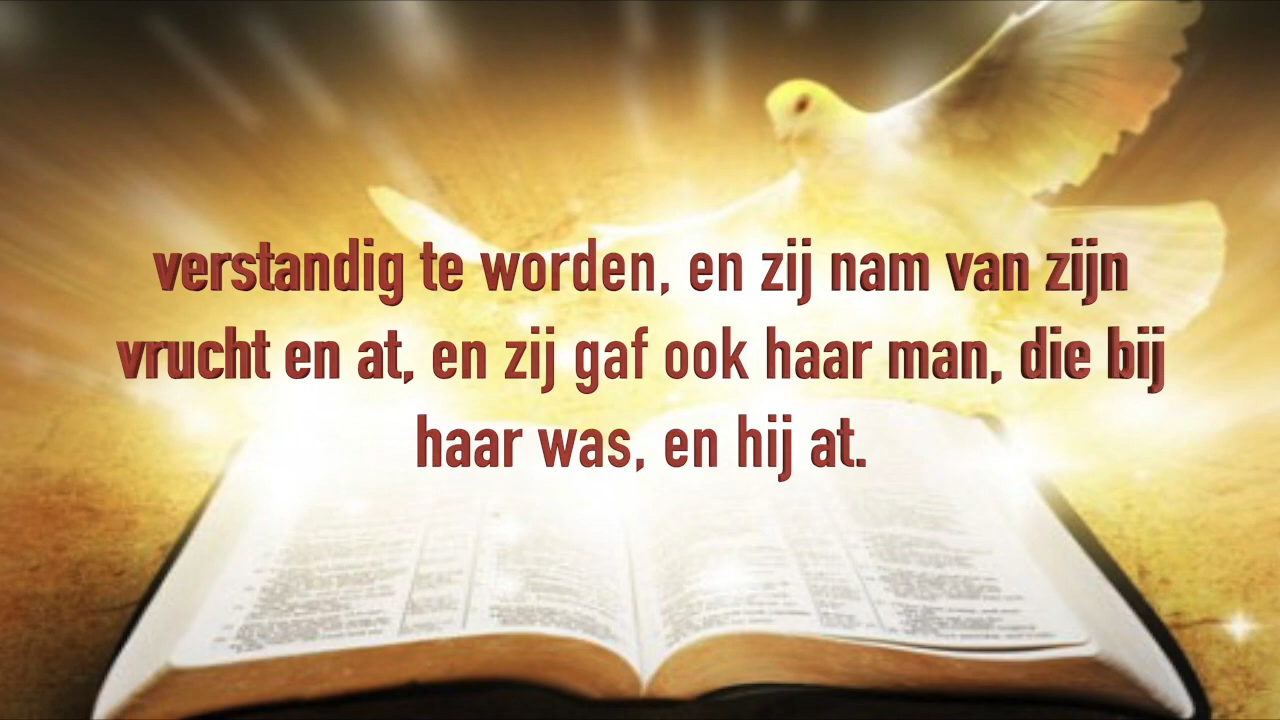 verstandig te worden, en zij nam van zijn
vrucht en at, en zij gaf ook haar man, die bij
haar was, en hij at.